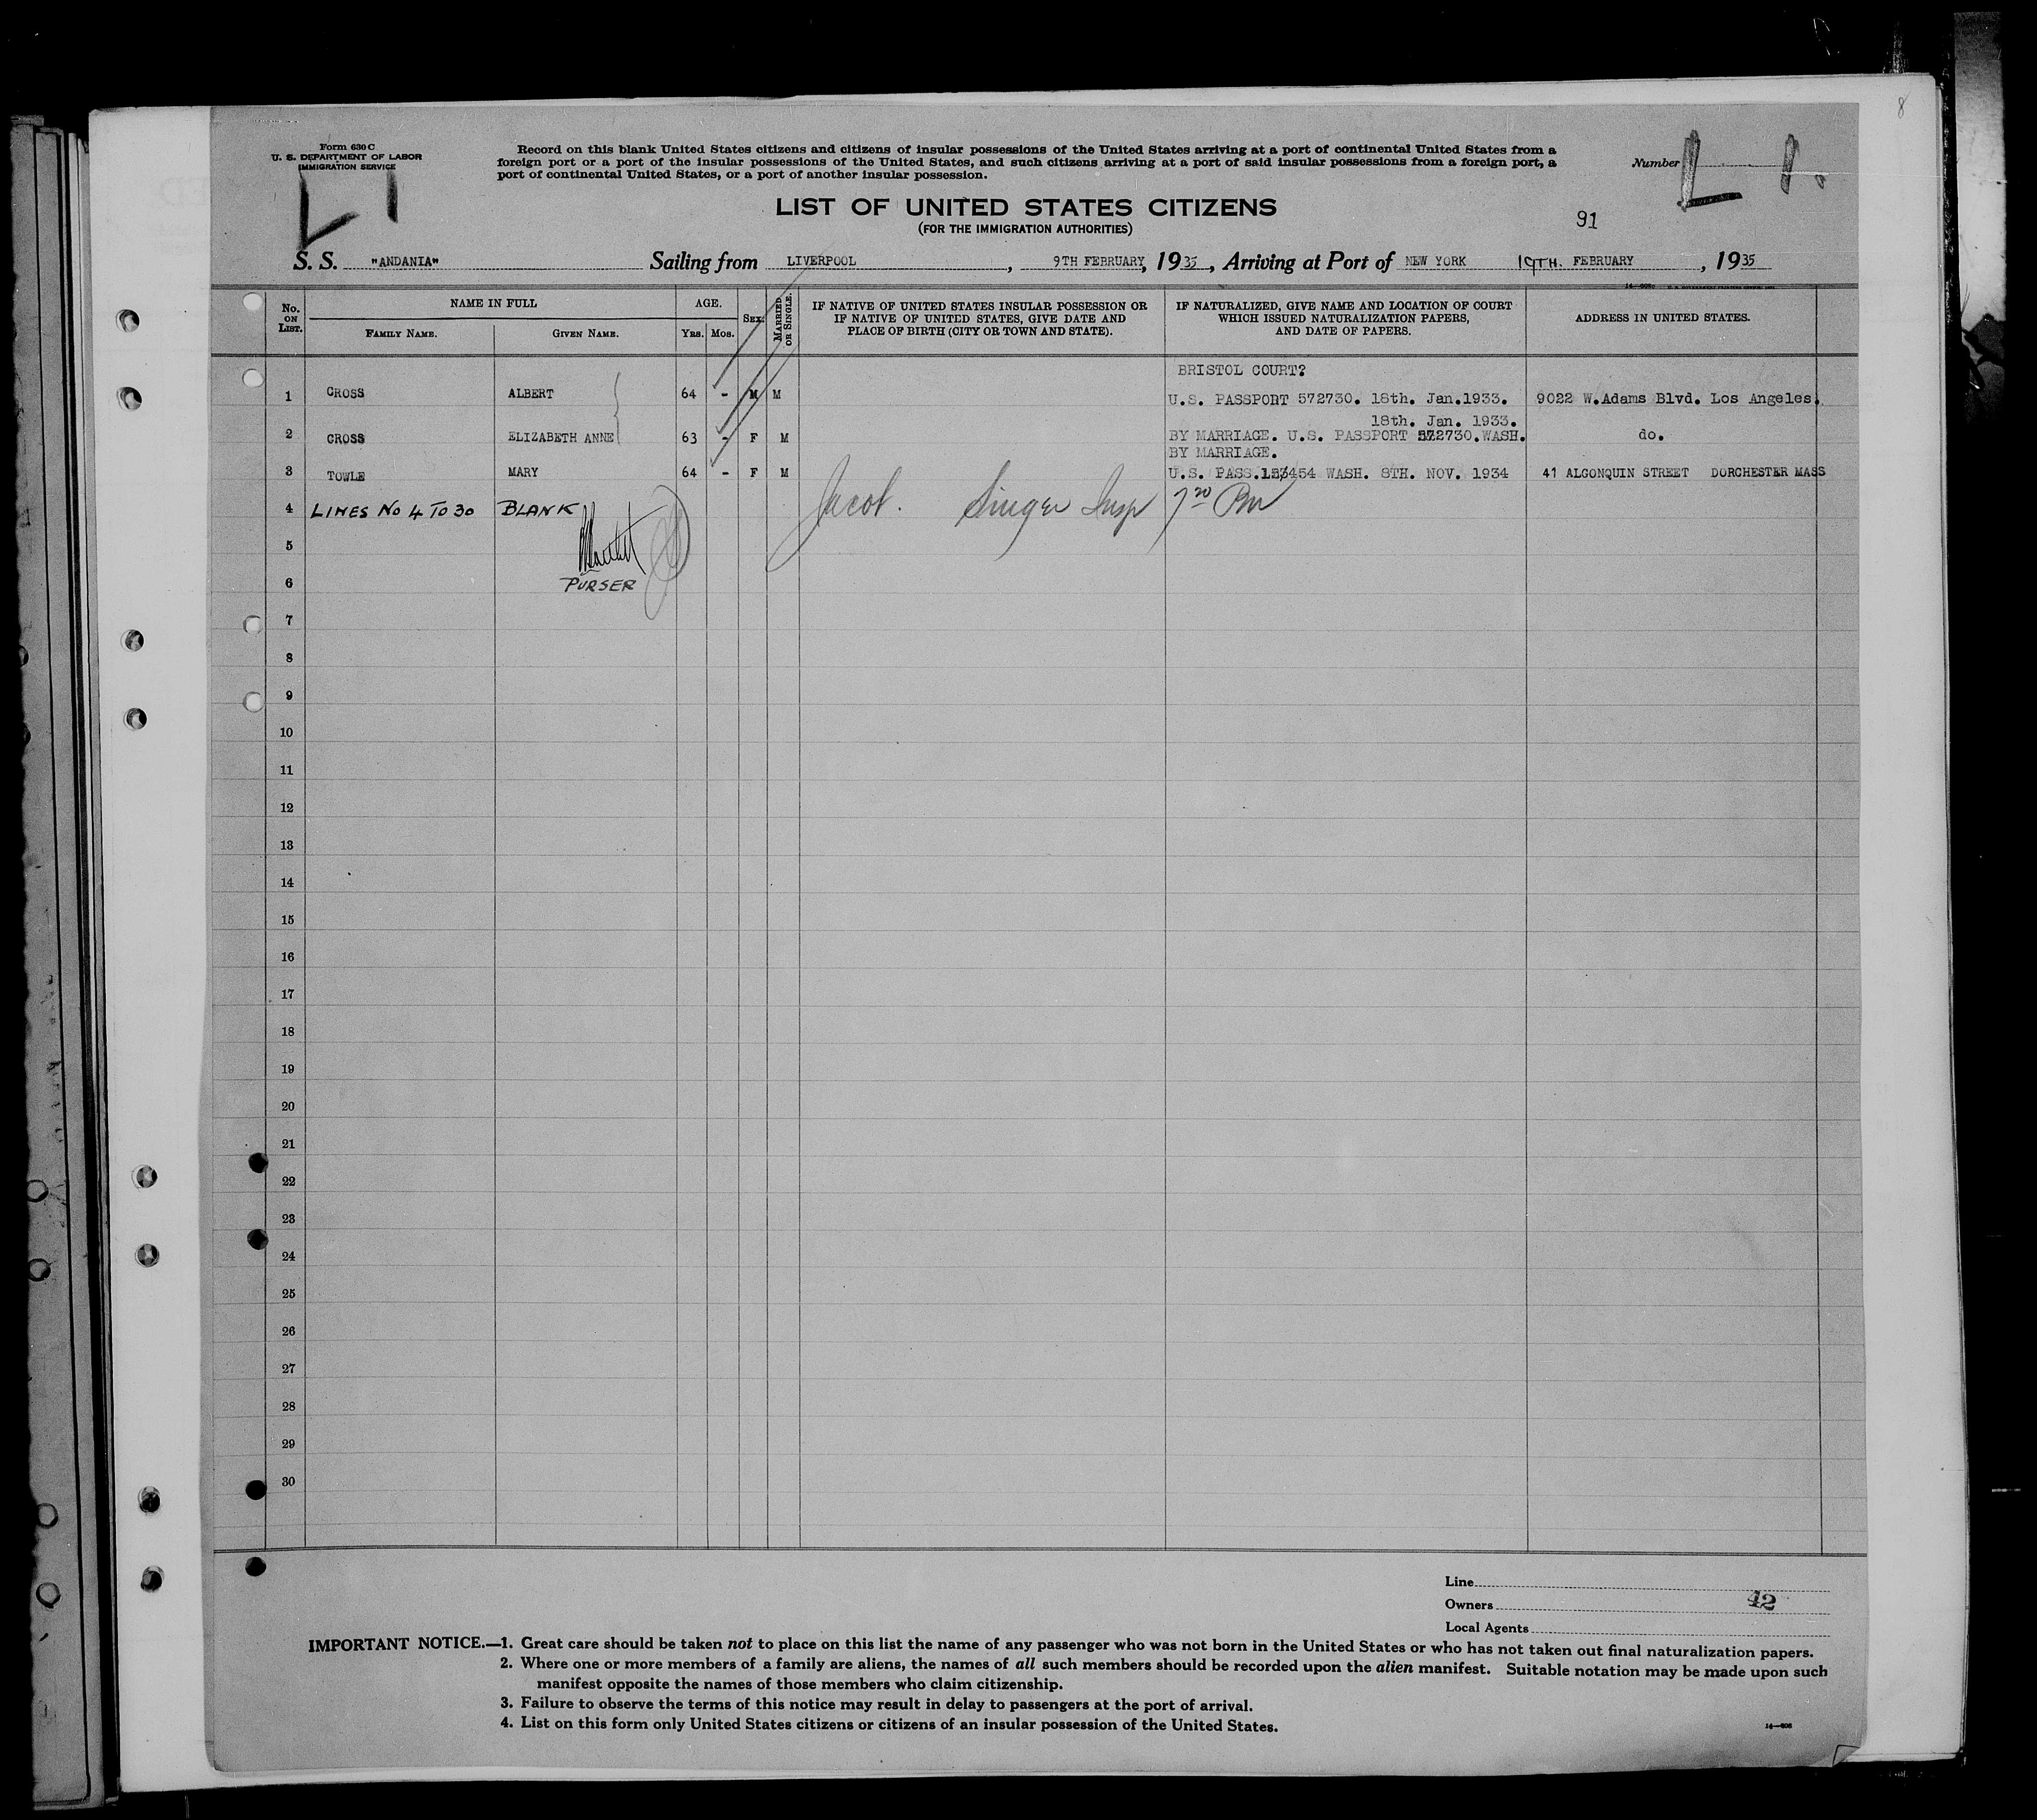 8
Form 630 C
U. S. DEPARTMENT OF LABOR
IMMIGRATION SERVICE
Record on this blank United States citizens and citizens of insular possessions of the United States arriving at a port of continental United States from a
foreign port or a port of the insular possessions of the United States, and such citizens arriving at a port of said insular possessions from a foreign port, a
port of continental United States, or a port of another insular possession.
Number
L 1
L 1.
LIST OF UNITED STATES CITIZENS
(FOR THE IMMIGRATION AUTHORITIES)
91
S. S. "ANDANIA" Sailing from LIVERPOOL, 9TH FEBRUARY, 1935, Arriving at Port of NEW YORK 19TH. FEBRUARY, 1935
No. ON LIST. NAME IN FULL AGE. SEX. MARRIED OR SINGLE.
FAMILY NAME. GIVEN NAME. YRS. MOS.
IF NATIVE OF UNITED STATES INSULAR POSSESSION OR
IF NATIVE OF UNITED STATES, GIVE DATE AND
PLACE OF BIRTH (CITY OR TOWN AND STATE).
IF NATURALIZED, GIVE NAME AND LOCATION OF COURT
WHICH ISSUED NATURALIZATION PAPERS,
AND DATE OF PAPERS.
ADDRESS IN UNITED STATES.
BRISTOL COURT?
1 CROSS ALBERT 64 - M M U.S. PASSPORT 572730. 18th. Jan.1933. 9022 W.Adams Blvd. Los Angeles.
18th. Jan. 1933.
2 CROSS ELIZABETH ANNE 63 - F M BY MARRIAGE. U.S. PASSPORT 572730.WASH. do.
BY MARRIAGE.
3 TOWLE MARY 64 - F M U.S. PASS. WASH. 8TH. NOV. 1934 41 ALGONQUIN STREET DORCHESTER MASS
4 LINES No 4 TO 30 BLANK Jacob. Singer Insp 7 20 Pm
5
6 PURSER
7
8
9
10
11
12
13
14
15
16
17
18
19
20
21
22
23
24
25
26
27
28
29
30
Line
Owners 42
Local Agents
IMPORTANT NOTICE.—1. Great care should be taken not to place on this list the name of any passenger who was not born in the United States or who has not taken out final naturalization papers.
2. Where one or more members of a family are aliens, the names of all such members should be recorded upon the alien manifest. Suitable notation may be made upon such
manifest opposite the names of those members who claim citizenship.
3. Failure to observe the terms of this notice may result in delay to passengers at the port of arrival.
4. List on this form only United States citizens or citizens of an insular possession of the United States.